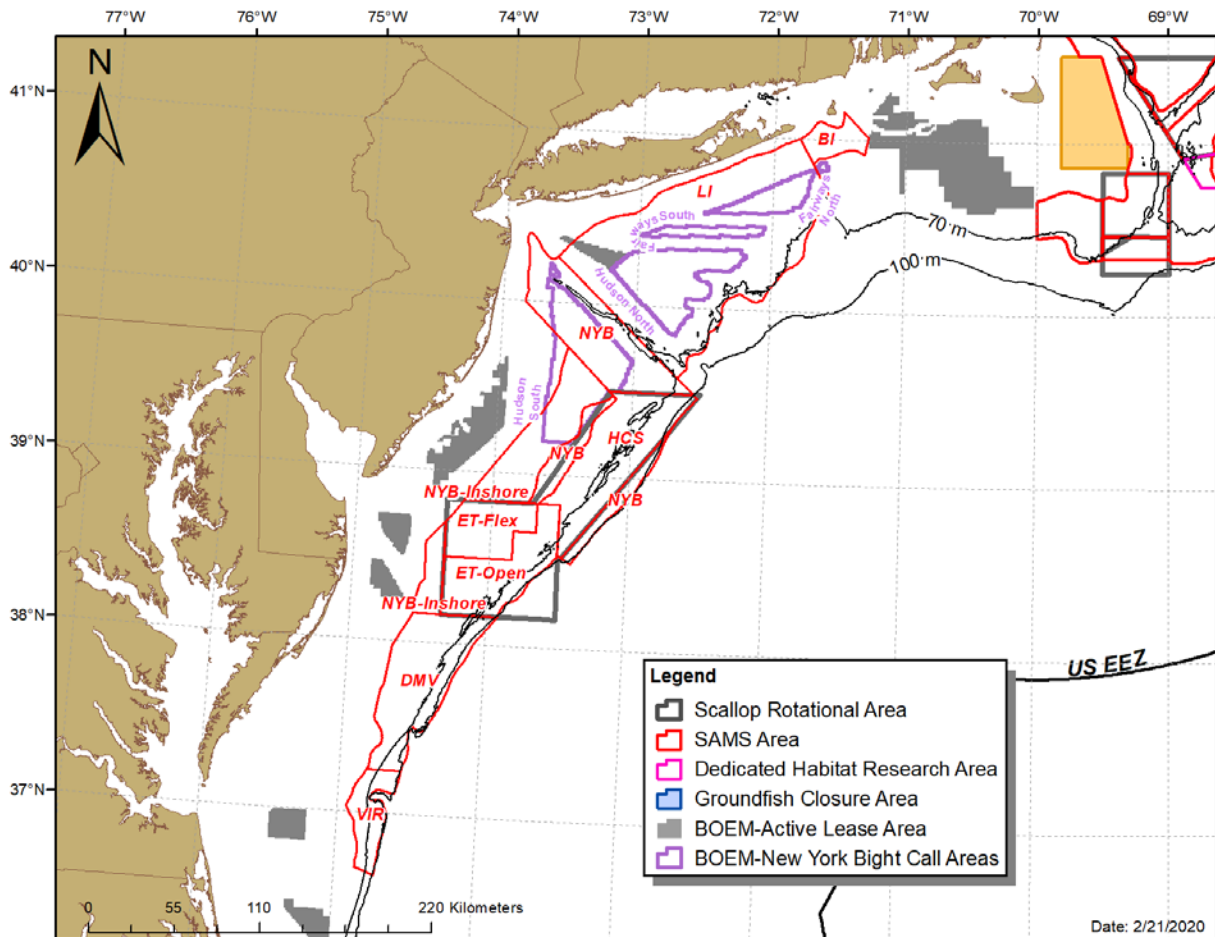 77°W
76°W
75°W
74°W
73°W
72°W
71°W
70°W
69°W
N
41°N
40°N
39°N
38°N
37°N
BI
LI
Fairways North
Fairways South
70 m
100 m
Hudson North
NYB
Hudson South
HCS
NYB
NYB-Inshore
NYB
ET-Flex
ET-Open
NYB-Inshore
DMV
VIR
US EEZ
Legend
Scallop Rotational Area
SAMS Area
Dedicated Habitat Research Area
Groundfish Closure Area
BOEM-Active Lease Area
BOEM-New York Bight Call Areas
0 55 110 220 Kilometers
Date: 2/21/2020